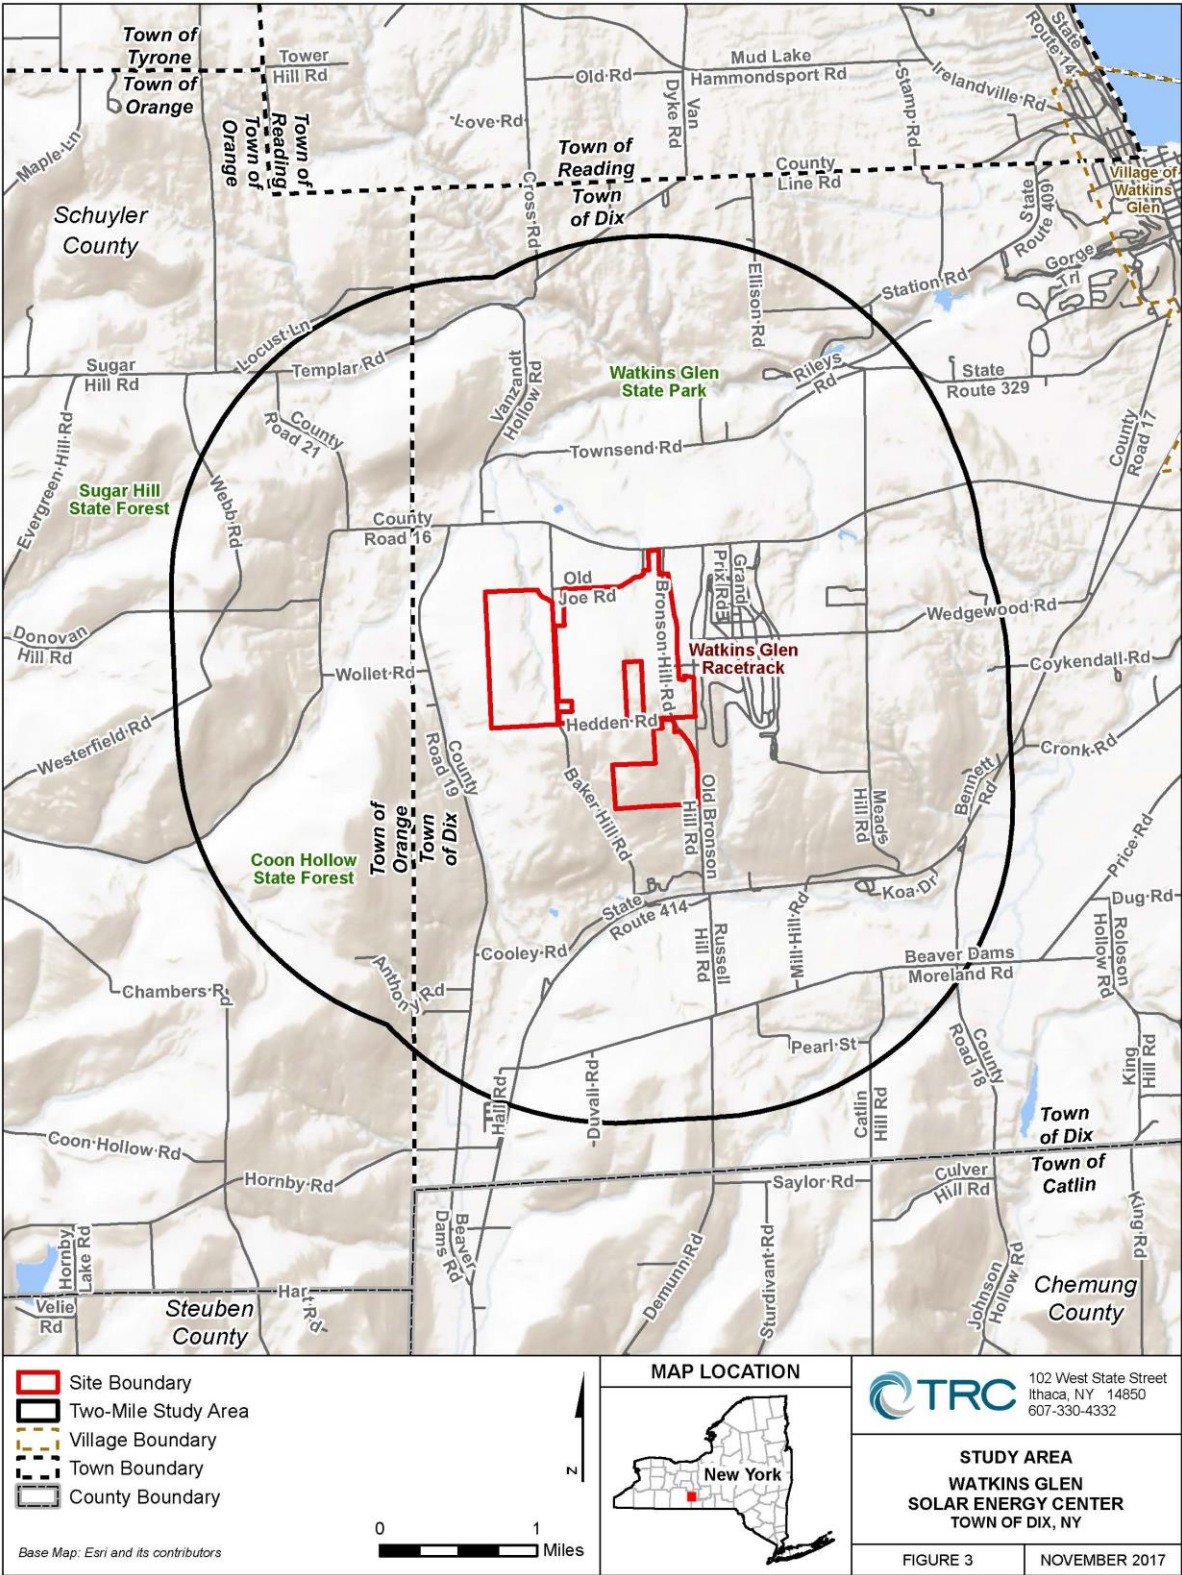 Town of
Tyrone
Town of
Orange
Tower
Hill Rd
Old Rd
Mud Lake
Hammondsport Rd
State
Route 14
Irelandville Rd
Stamp Rd
Van
Dyke Rd
Love Rd
Maple Ln
Town of
Reading
Town of
Orange
Town of
Reading
Town
of Dix
Cross Rd
County
Line Rd
State
Route 409
Village of
Watkins
Glen
Schuyler
County
Gorge
Trl
Ellison Rd
Station Rd
Locust Ln
Templar Rd
Sugar
Hill Rd
Vanzandt
Hollow Rd
Watkins Glen
State Park
Rileys
Rd
State
Route 329
County
Road 21
County
Road 17
Townsend Rd
Evergreen Hill Rd
Sugar Hill
State Forest
Webb Rd
County
Road 16
Old
Joe Rd
Bronson Hill Rd
Grand
Prix Rd
Wedgewood Rd
Donovan
Hill Rd
Wollet Rd
Watkins Glen
Racetrack
Coykendall Rd
Westerfield Rd
Hedden Rd
County
Road 19
Cronk Rd
Bennett
Rd
Baker Hill Rd
Old Bronson
Hill Rd
Meads
Hill Rd
Town of
Orange
Town
of Dix
Coon Hollow
State Forest
Price Rd
Koa Dr
Dug Rd
State
Route 414
Mill Hill Rd
Russell
Hill Rd
Roloson
Hollow Rd
Cooley Rd
Beaver Dams
Moreland Rd
Anthony Rd
Chambers Rd
Pearl St
County
Road 18
King
Hill Rd
Hall Rd
Duvall Rd
Catlin
Hill Rd
Town
of Dix
Town of
Catlin
Coon Hollow Rd
Hornby Rd
Saylor Rd
Culver
Hill Rd
King Rd
Hornby
Lake Rd
Beaver
Dams Rd
Demunn Rd
Sturdivant Rd
Johnson
Hollow Rd
Chemung
County
Velie
Rd
Steuben
County
Hart Rd
Site Boundary
Two-Mile Study Area
Village Boundary
Town Boundary
County Boundary
Base Map: Esri and its contributors
N
0 1
Miles
MAP LOCATION
New York
TRC
102 West State Street
Ithaca, NY 14850
607-330-4332
STUDY AREA
WATKINS GLEN
SOLAR ENERGY CENTER
TOWN OF DIX, NY
FIGURE 3
NOVEMBER 2017